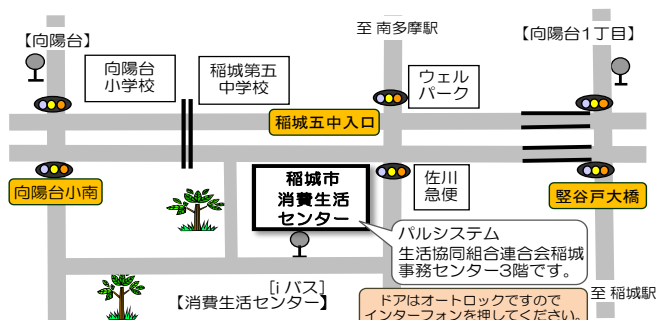 【向陽台】
至 南多摩駅
【向陽台1丁目】
向陽台
小学校
稲城第五
中学校
ウェル
パーク
稲城五中入口
向陽台小南
稲城市
消費生活
センター
佐川
急便
竪谷戸大橋
パルシステム
生活協同組合連合会稲城
事務センター3階です。
[i バス]
【消費生活センター】
至 稲城駅
ドアはオートロックですので
インターフォンを押してください。